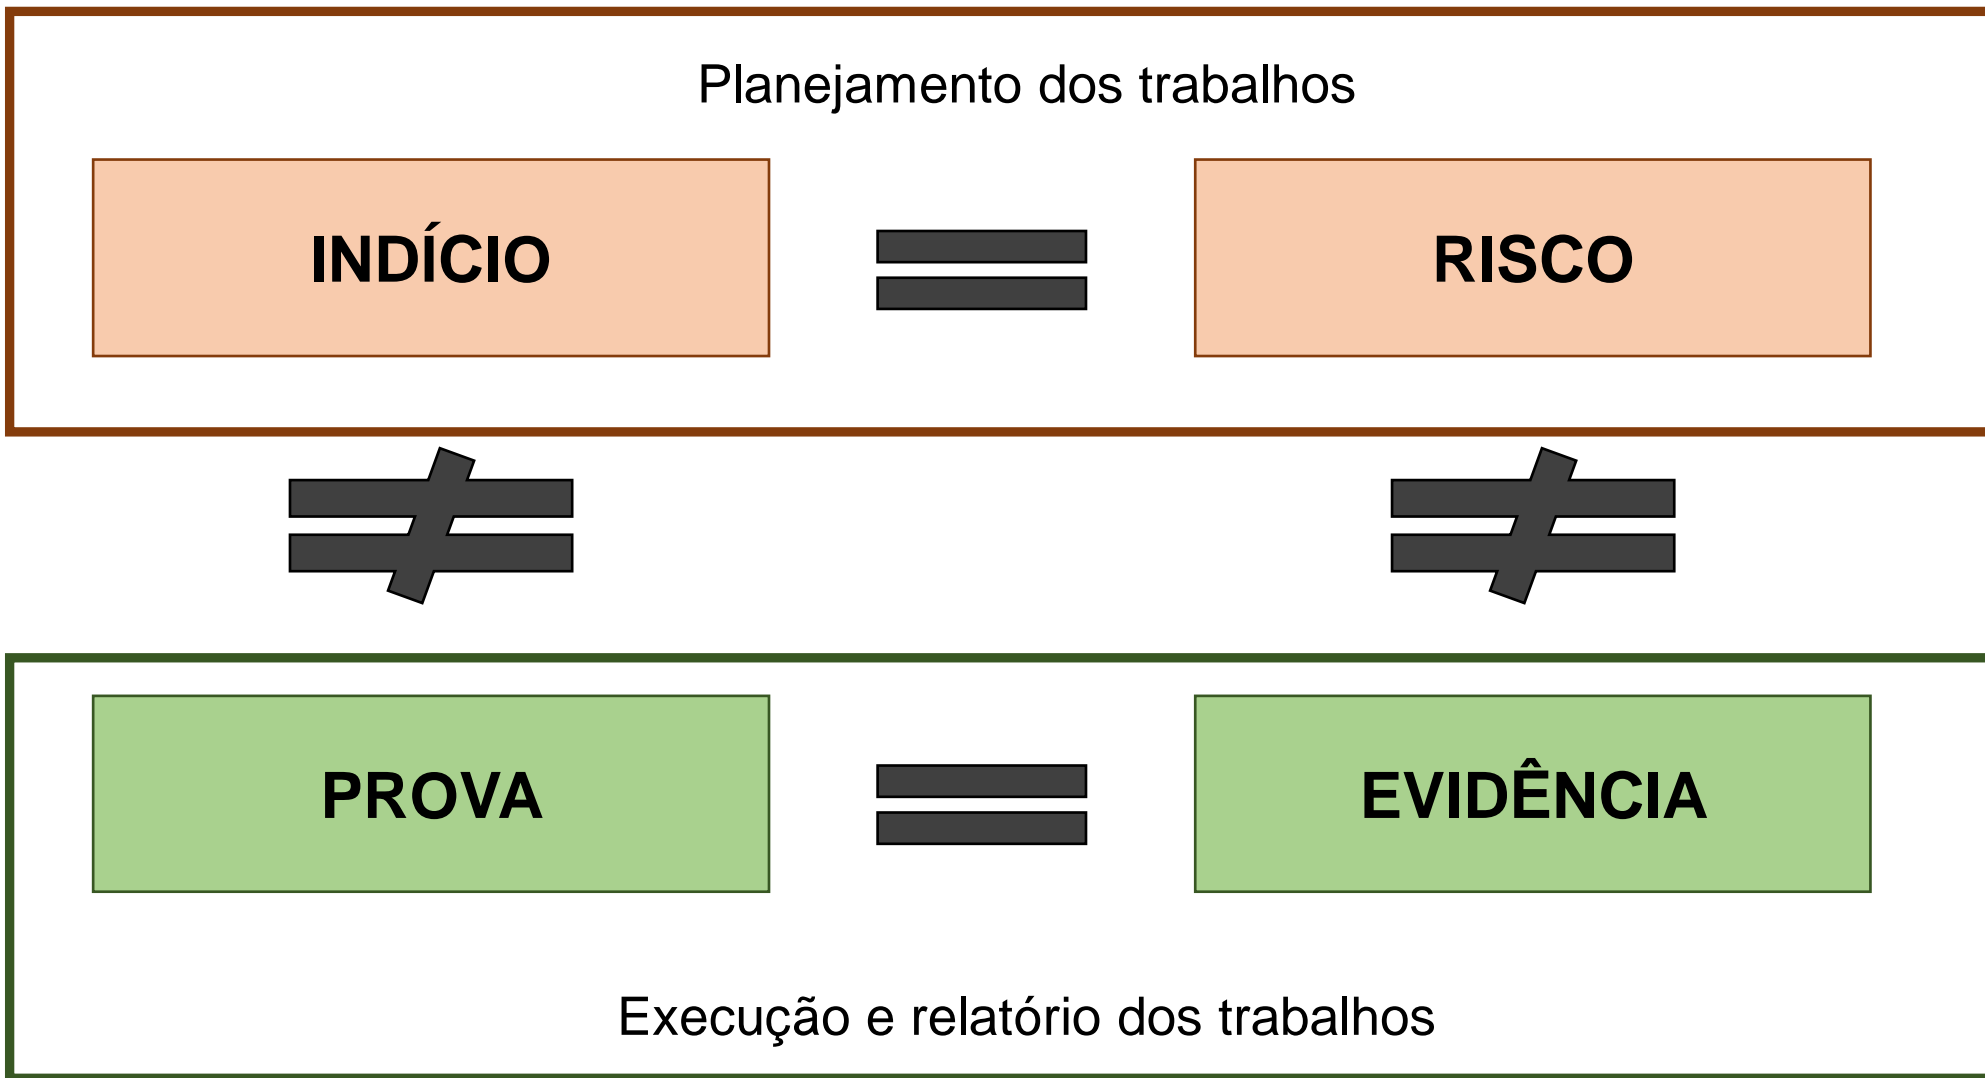 Planejamento dos trabalhos
INDÍCIO
RISCO
PROVA
EVIDÊNCIA
Execução e relatório dos trabalhos